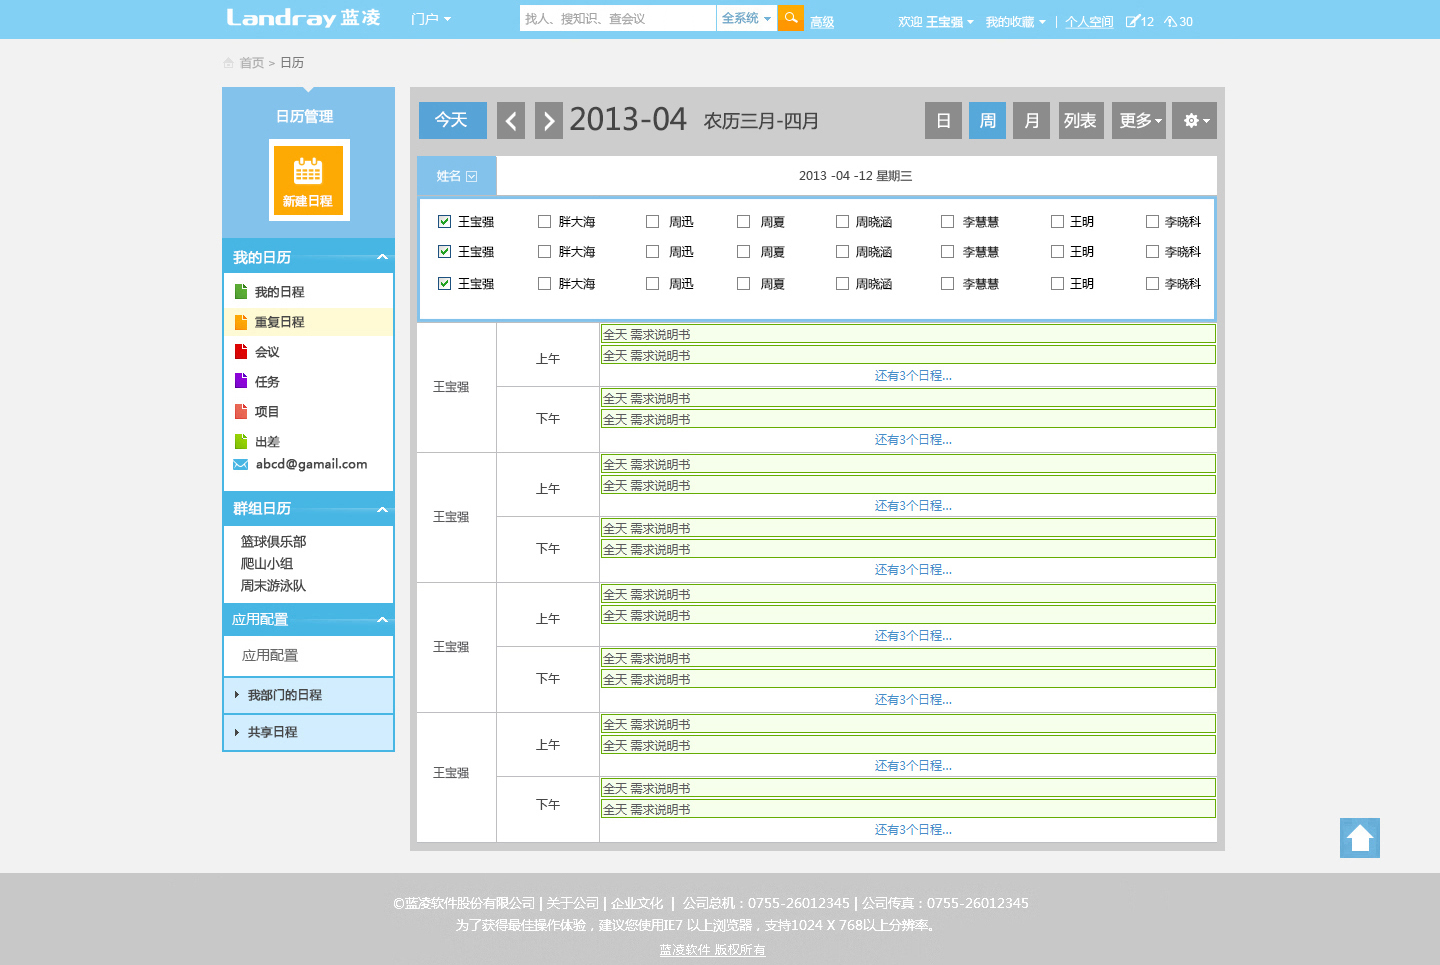 Landray 蓝凌 门户 找人、搜知识、查会议 全系统 高级 欢迎 王宝强 我的收藏 | 个人空间 12 30
首页 > 日历
日历管理
新建日程
我的日历
我的日程
重复日程
会议
任务
项目
出差
abcd@gamail.com
群组日历
篮球俱乐部
爬山小组
周末游泳队
应用配置
应用配置
我部门的日程
共享日程
今天 2013-04 农历三月-四月 日 周 月 列表 更多
姓名 2013 -04 -12 星期三
王宝强 胖大海 周迅 周夏 周晓涵 李慧慧 王明 李晓科
王宝强 胖大海 周迅 周夏 周晓涵 李慧慧 王明 李晓科
王宝强 胖大海 周迅 周夏 周晓涵 李慧慧 王明 李晓科
王宝强
上午
全天 需求说明书
全天 需求说明书
还有3个日程...
下午
全天 需求说明书
全天 需求说明书
还有3个日程...
王宝强
上午
全天 需求说明书
全天 需求说明书
还有3个日程...
下午
全天 需求说明书
全天 需求说明书
还有3个日程...
王宝强
上午
全天 需求说明书
全天 需求说明书
还有3个日程...
下午
全天 需求说明书
全天 需求说明书
还有3个日程...
王宝强
上午
全天 需求说明书
全天 需求说明书
还有3个日程...
下午
全天 需求说明书
全天 需求说明书
还有3个日程...
©蓝凌软件股份有限公司 | 关于公司 | 企业文化 | 公司总机：0755-26012345 | 公司传真：0755-26012345
为了获得最佳操作体验，建议您使用IE7 以上浏览器，支持1024 X 768以上分辨率。
蓝凌软件 版权所有